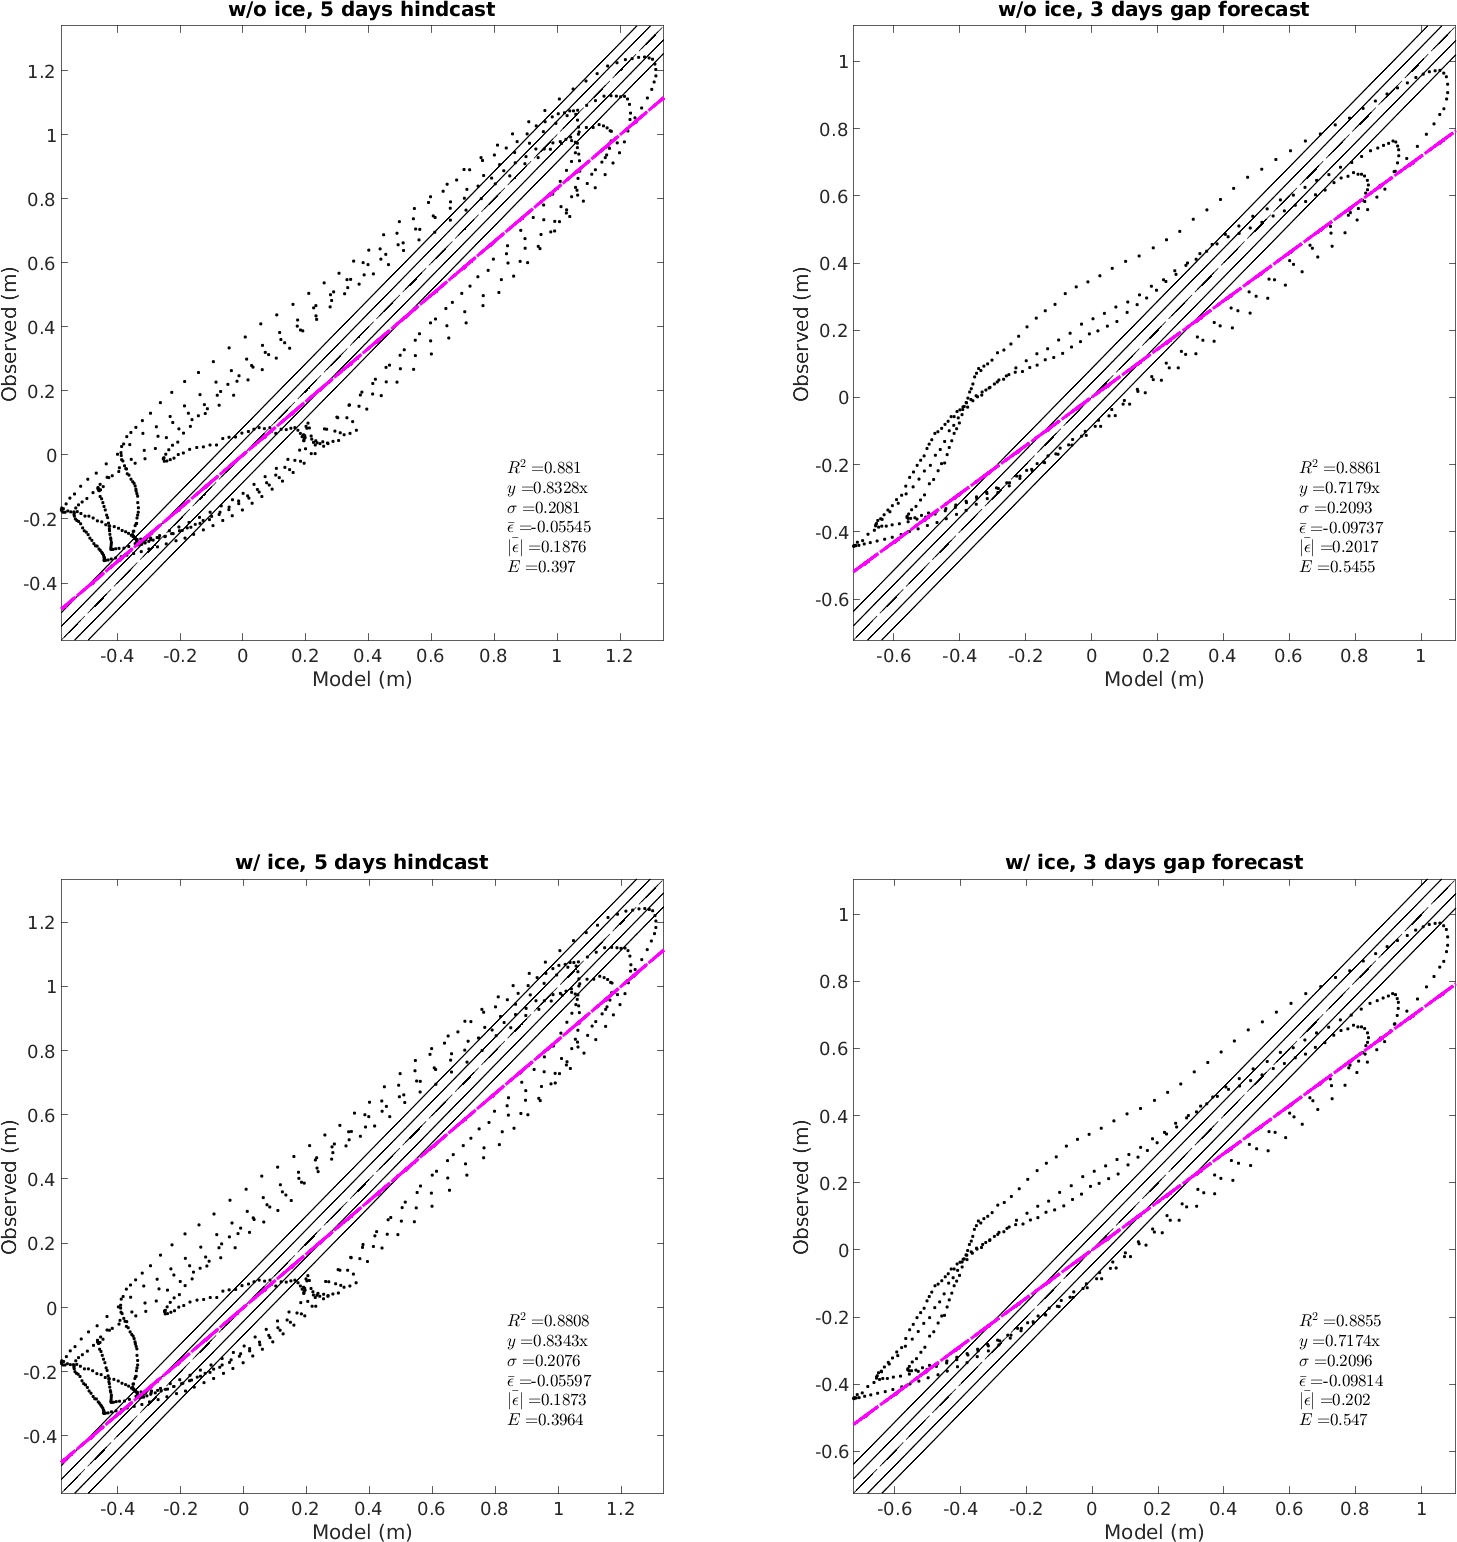 w/o ice, 5 days hindcast
1.2
1
0.8
0.6
0.4
0.2
0
-0.2
-0.4
Observed (m)
R² =0.881
y =0.8328x
σ =0.2081
ε̄ =-0.05545
|ε̄| =0.1876
E =0.397
-0.4 -0.2 0 0.2 0.4 0.6 0.8 1 1.2
Model (m)
w/o ice, 3 days gap forecast
1
0.8
0.6
0.4
0.2
0
-0.2
-0.4
-0.6
Observed (m)
R² =0.8861
y =0.7179x
σ =0.2093
ε̄ =-0.09737
|ε̄| =0.2017
E =0.5455
-0.6 -0.4 -0.2 0 0.2 0.4 0.6 0.8 1
Model (m)
w/ ice, 5 days hindcast
1.2
1
0.8
0.6
0.4
0.2
0
-0.2
-0.4
Observed (m)
R² =0.8808
y =0.8343x
σ =0.2076
ε̄ =-0.05597
|ε̄| =0.1873
E =0.3964
-0.4 -0.2 0 0.2 0.4 0.6 0.8 1 1.2
Model (m)
w/ ice, 3 days gap forecast
1
0.8
0.6
0.4
0.2
0
-0.2
-0.4
-0.6
Observed (m)
R² =0.8855
y =0.7174x
σ =0.2096
ε̄ =-0.09814
|ε̄| =0.202
E =0.547
-0.6 -0.4 -0.2 0 0.2 0.4 0.6 0.8 1
Model (m)